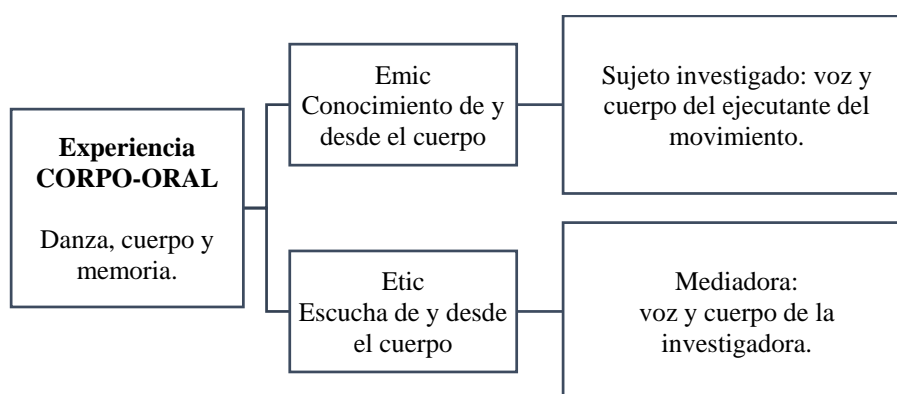 Experiencia
CORPO-ORAL
Danza, cuerpo y
memoria.
Emic
Conocimiento de y
desde el cuerpo
Sujeto investigado: voz y
cuerpo del ejecutante del
movimiento.
Etic
Escucha de y desde
el cuerpo
Mediadora:
voz y cuerpo de la
investigadora.